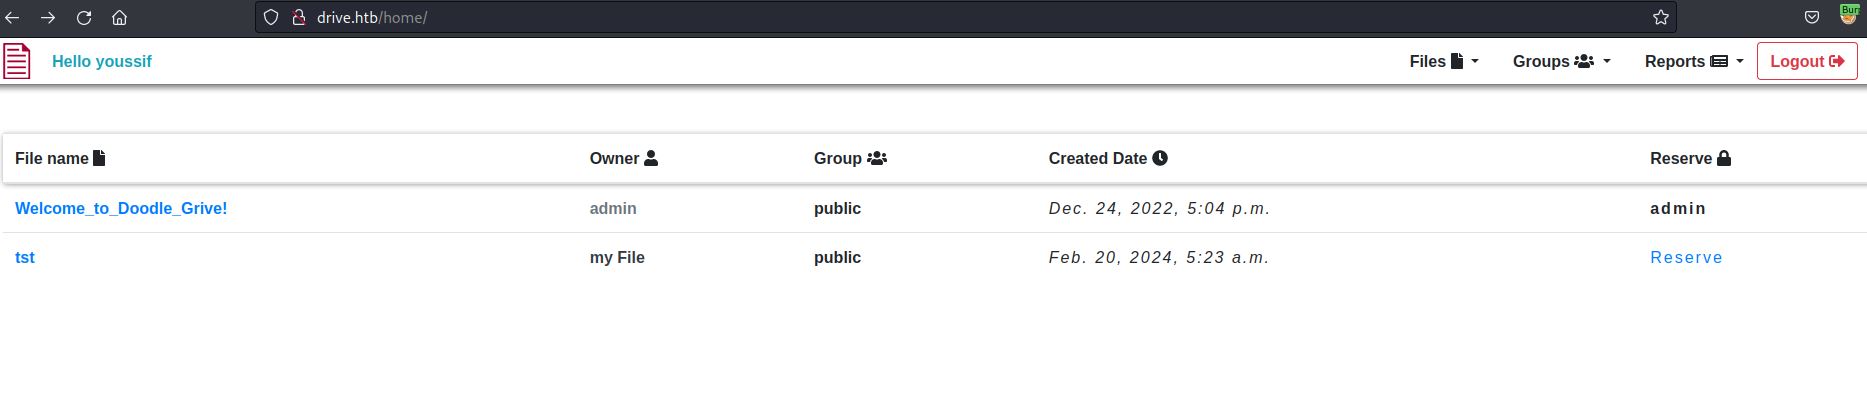 drive.htb/home/
Bur
Hello youssif Files Groups Reports Logout
File name Owner Group Created Date Reserve
Welcome_to_Doodle_Grive! admin public Dec. 24, 2022, 5:04 p.m. admin
tst my File public Feb. 20, 2024, 5:23 a.m. Reserve